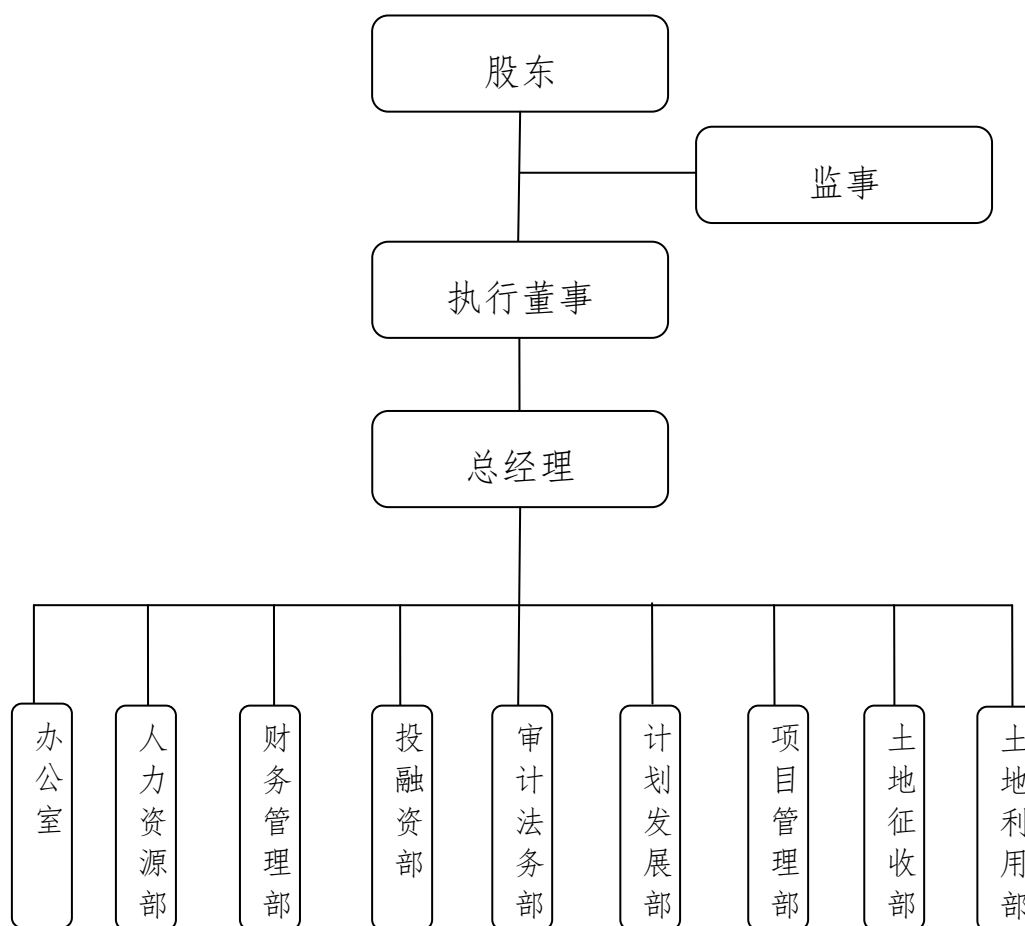 股东
监事
执行董事
总经理
办公室
人力资源部
财务管理部
投融资部
审计法务部
计划发展部
项目管理部
土地征收部
土地利用部